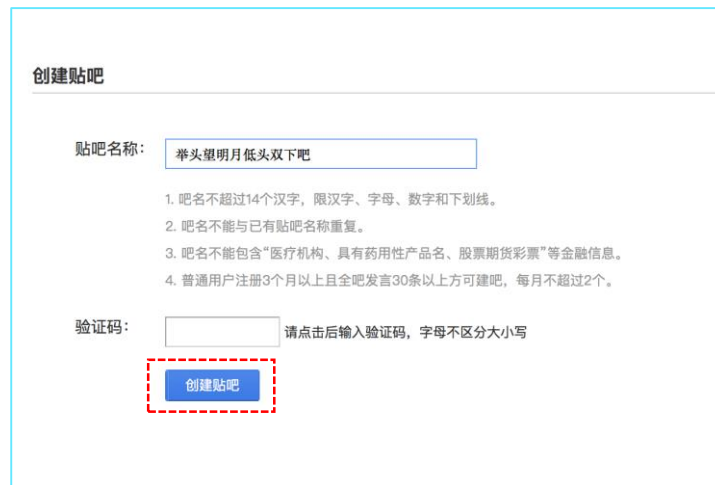 创建贴吧
贴吧名称：
举头望明月低头双下吧
1. 吧名不超过14个汉字，限汉字、字母、数字和下划线。
2. 吧名不能与已有贴吧名称重复。
3. 吧名不能包含“医疗机构、具有药用性产品名、股票期货彩票”等金融信息。
4. 普通用户注册3个月以上且全吧发言30条以上方可建吧，每月不超过2个。
验证码：
请点击后输入验证码，字母不区分大小写
创建贴吧